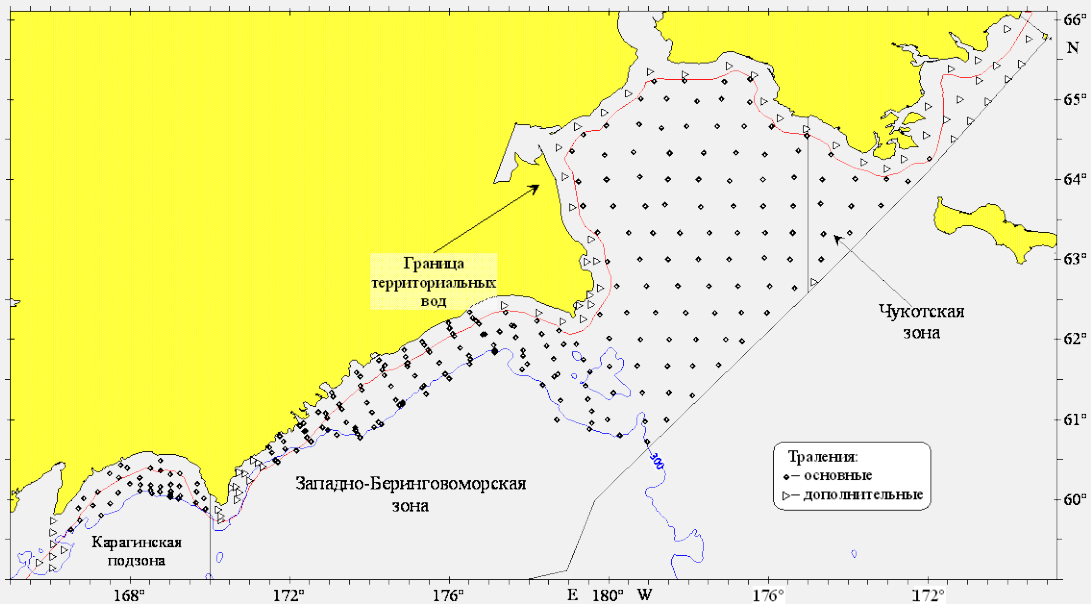 66°
N
65°
64°
63°
62°
61°
60°
Граница
территориальных
вод
Чукотская
зона
Западно-Беринговоморская
зона
Карагинская
подзона
300
Траления:
– основные
– дополнительные
168°
172°
176°
E 180° W
176°
172°